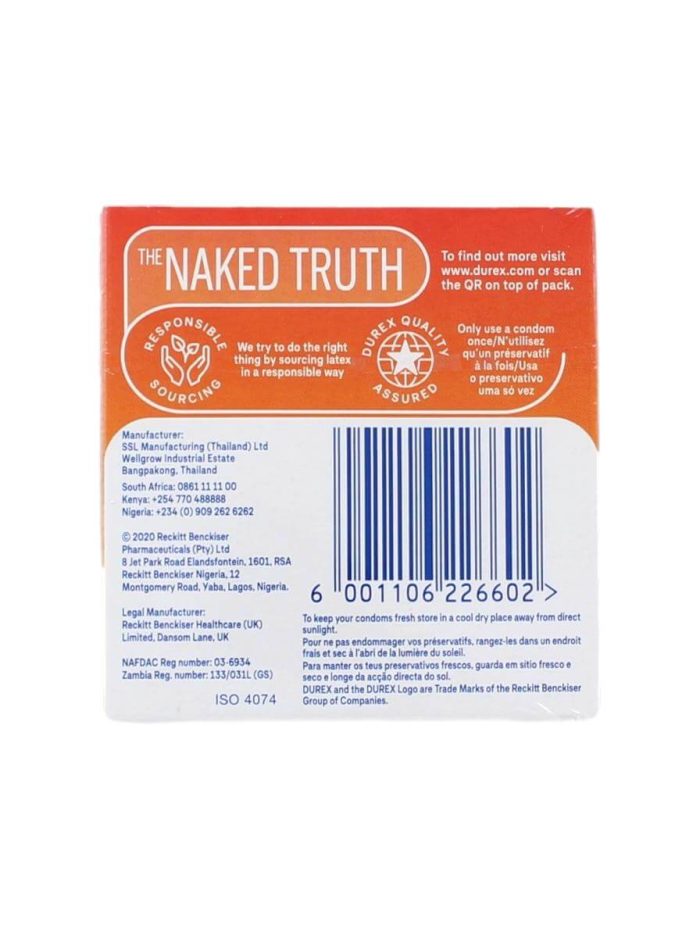 THE NAKED TRUTH
To find out more visit
www.durex.com or scan
the QR on top of pack.
RESPONSIBLE
SOURCING
We try to do the right
thing by sourcing latex
in a responsible way
DUREX QUALITY
ASSURED
Only use a condom
once/N'utilisez
qu'un préservatif
à la fois/Usa
o preservativo
uma só vez
Manufacturer:
SSL Manufacturing (Thailand) Ltd
Wellgrow Industrial Estate
Bangpakong, Thailand
South Africa: 0861 11 11 00
Kenya: +254 770 488888
Nigeria: +234 (0) 909 262 6262
© 2020 Reckitt Benckiser
Pharmaceuticals (Pty) Ltd
8 Jet Park Road Elandsfontein, 1601, RSA
Reckitt Benckiser Nigeria, 12
Montgomery Road, Yaba, Lagos, Nigeria.
Legal Manufacturer:
Reckitt Benckiser Healthcare (UK)
Limited, Dansom Lane, UK
NAFDAC Reg number: 03-6934
Zambia Reg. number: 133/031L (GS)
ISO 4074
6 001106 226602 >
To keep your condoms fresh store in a cool dry place away from direct
sunlight.
Pour ne pas endommager vos préservatifs, rangez-les dans un endroit
frais et sec à l'abri de la lumière du soleil.
Para manter os teus preservativos frescos, guarda em sítio fresco e
seco e longe da acção directa do sol.
DUREX and the DUREX Logo are Trade Marks of the Reckitt Benckiser
Group of Companies.